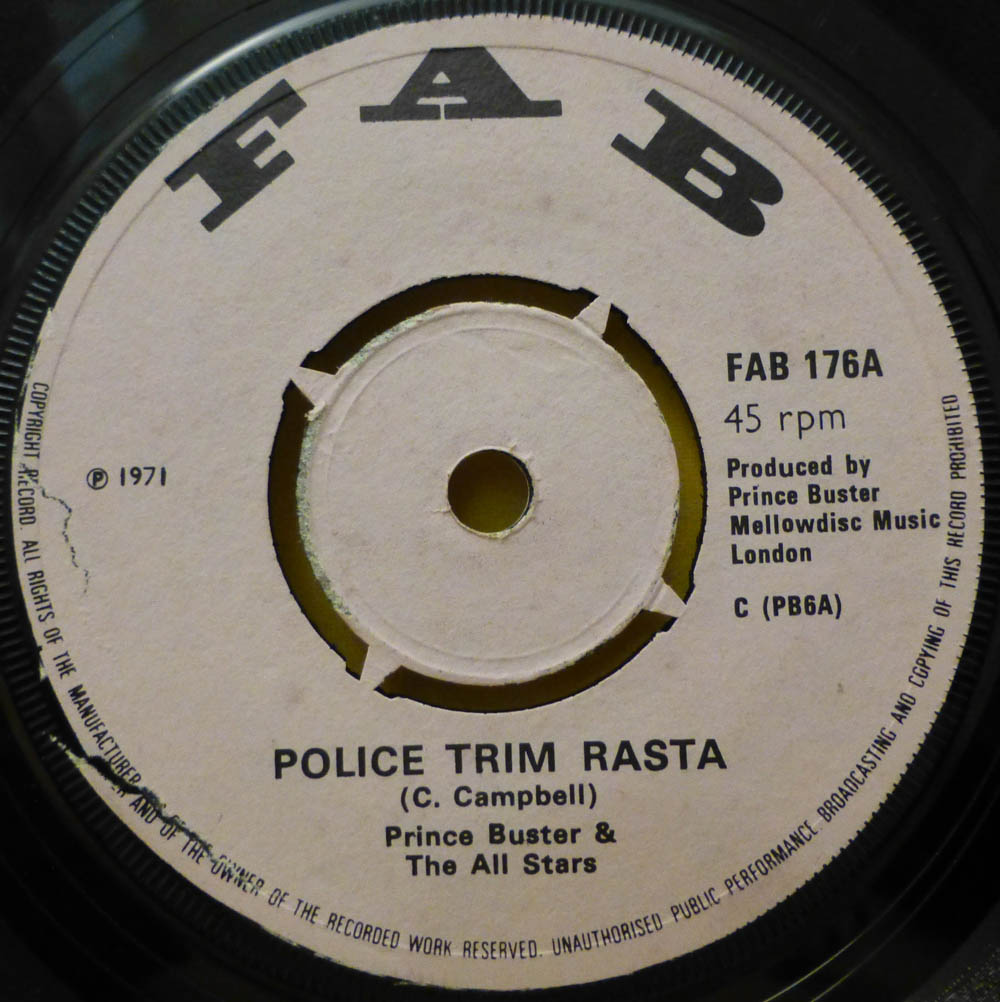 FAB
FAB 176A
45 rpm
℗ 1971
Produced by
Prince Buster
Mellowdisc Music
London
C (PB6A)
POLICE TRIM RASTA
(C. Campbell)
Prince Buster &
The All Stars
COPYRIGHT RECORD. ALL RIGHTS OF THE MANUFACTURER AND OF THE OWNER OF THE RECORDED WORK RESERVED. UNAUTHORISED PUBLIC PERFORMANCE BROADCASTING AND COPYING OF THIS RECORD PROHIBITED